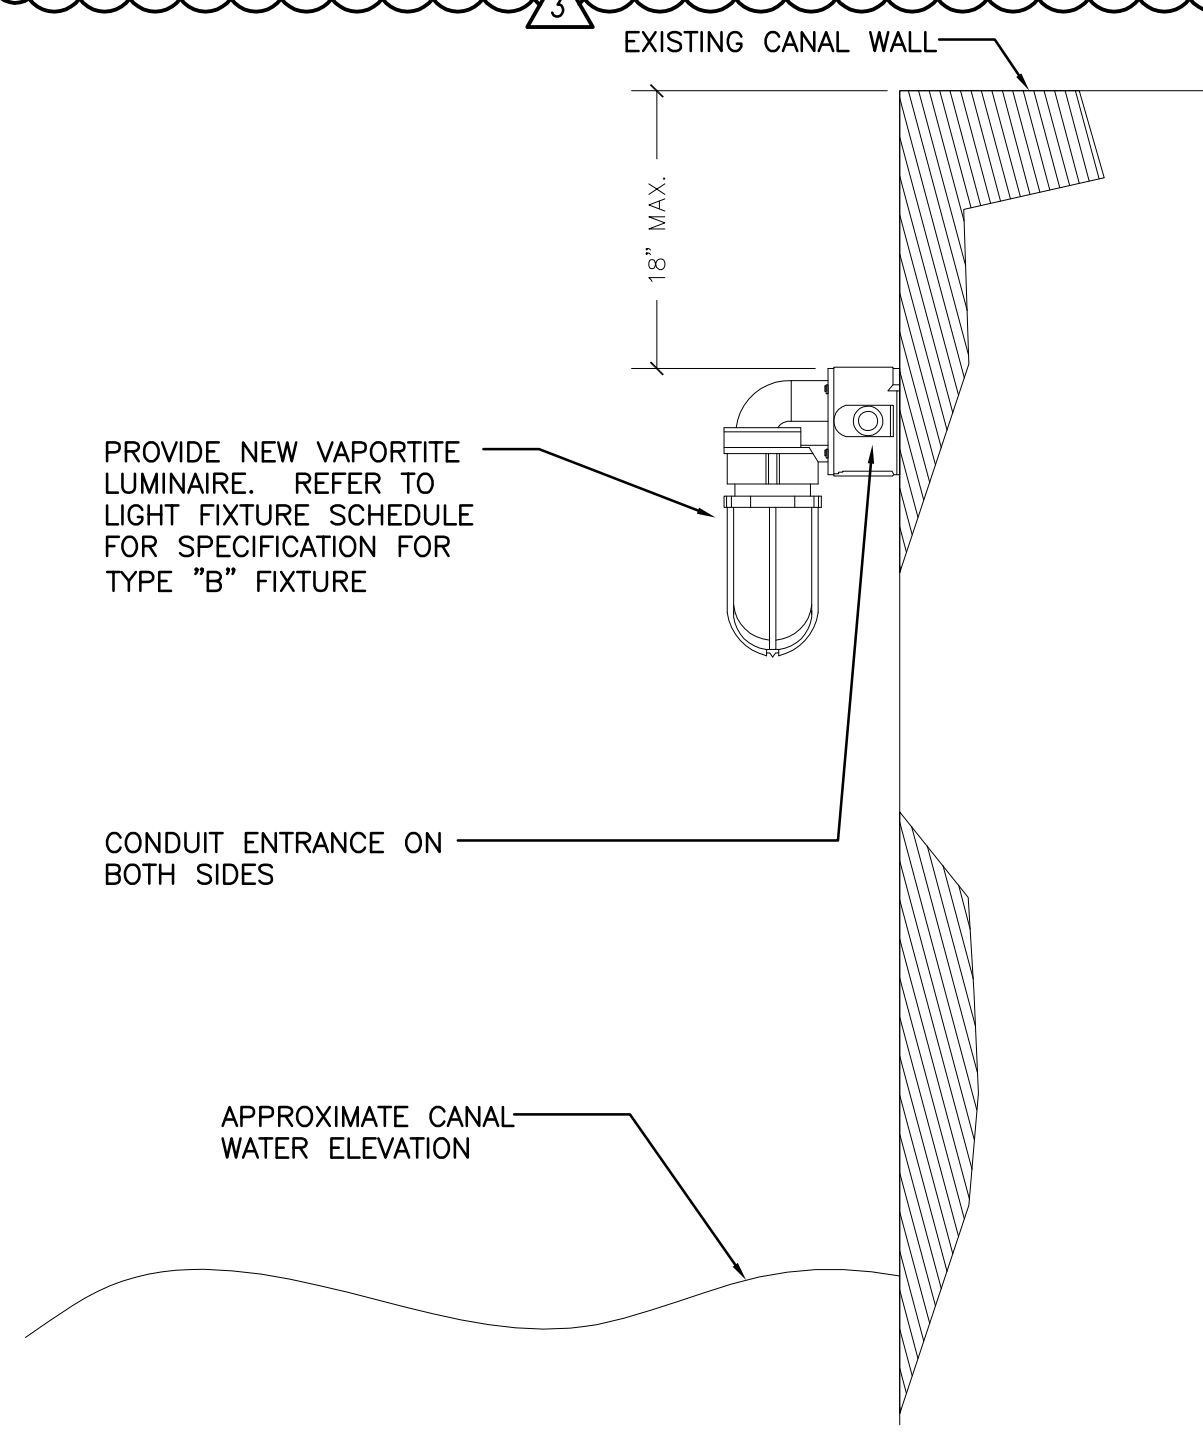 3
EXISTING CANAL WALL
18" MAX.
PROVIDE NEW VAPORTITE
LUMINAIRE. REFER TO
LIGHT FIXTURE SCHEDULE
FOR SPECIFICATION FOR
TYPE "B" FIXTURE
CONDUIT ENTRANCE ON
BOTH SIDES
APPROXIMATE CANAL
WATER ELEVATION